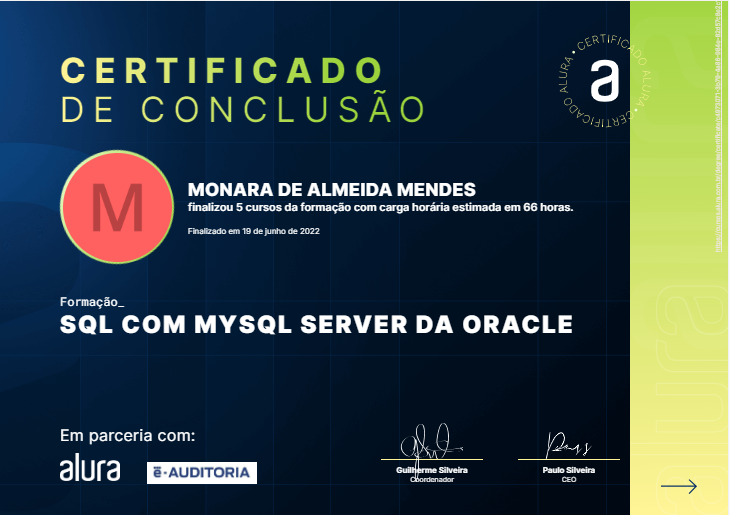 CERTIFICADO
DE CONCLUSÃO
CERTIFICADO ALURA • CERTIFICADO ALURA •
a
M
MONARA DE ALMEIDA MENDES
finalizou 5 cursos da formação com carga horária estimada em 66 horas.
Finalizado em 19 de junho de 2022
Formação_
SQL COM MYSQL SERVER DA ORACLE
Em parceria com:
alura
ē·AUDITORIA
Guilherme Silveira
Coordenador
Paulo Silveira
CEO
alura